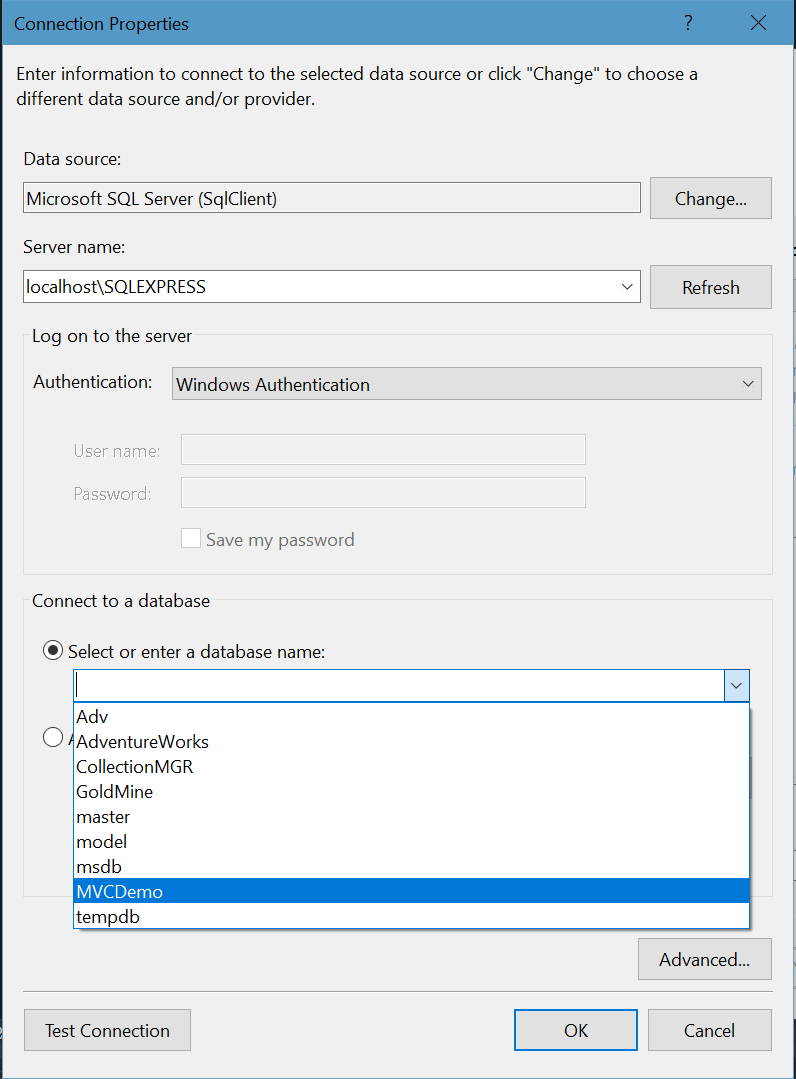 Connection Properties
?
Enter information to connect to the selected data source or click "Change" to choose a
different data source and/or provider.
Data source:
Microsoft SQL Server (SqlClient)
Change...
Server name:
localhost\SQLEXPRESS
Refresh
Log on to the server
Authentication:
Windows Authentication
User name:
Password:
Save my password
Connect to a database
Select or enter a database name:
Adv
AdventureWorks
CollectionMGR
GoldMine
master
model
msdb
MVCDemo
tempdb
Advanced...
Test Connection
OK
Cancel